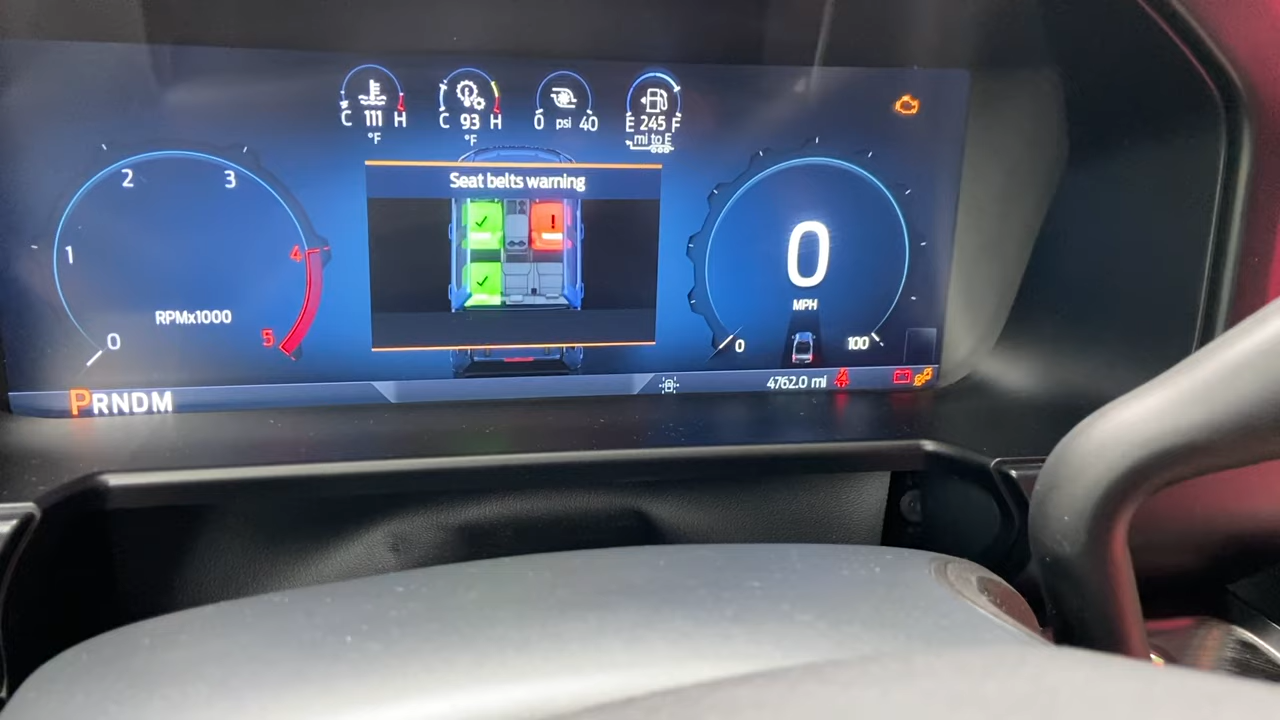 C 111 H
°F
C 93 H
°F
0 psi 40
E 245 F
mi to E
Seat belts warning
!
0 1 2 3 4 5
RPMx1000
0
MPH
0 100
4762.0 mi
PRNDM